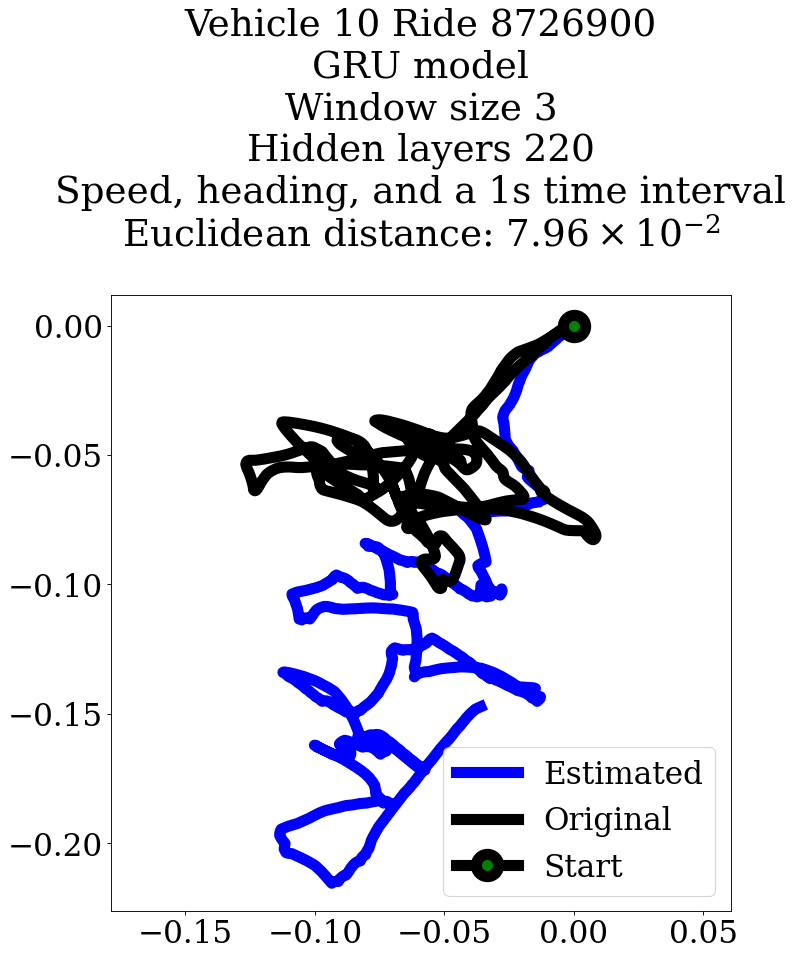 Vehicle 10 Ride 8726900
GRU model
Window size 3
Hidden layers 220
Speed, heading, and a 1s time interval
Euclidean distance: 7.96 × 10⁻²
0.00
−0.05
−0.10
−0.15
−0.20
Estimated
Original
Start
−0.15 −0.10 −0.05 0.00 0.05